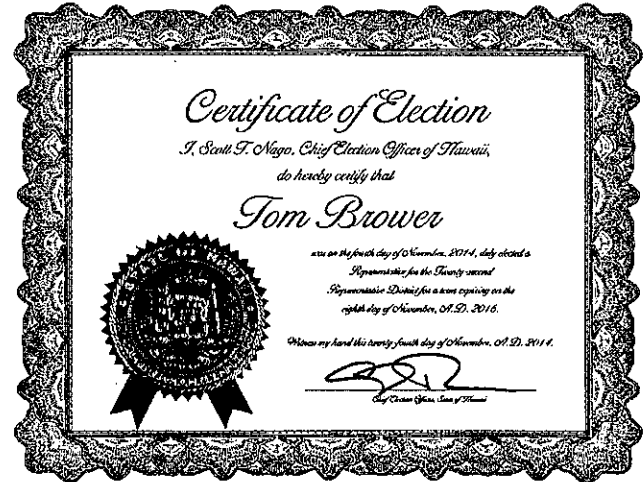 Certificate of Election
I, Scott T. Nago, Chief Election Officer of Hawaii,
do hereby certify that
Tom Brower
was on the fourth day of November, 2014, duly elected a
Representative for the Twenty-second
Representative District for a term expiring on the
eighth day of November, A.D. 2016.
Witness my hand this twenty fourth day of November, A.D. 2014.
Chief Election Officer, State of Hawaii
STATE OF HAWAII